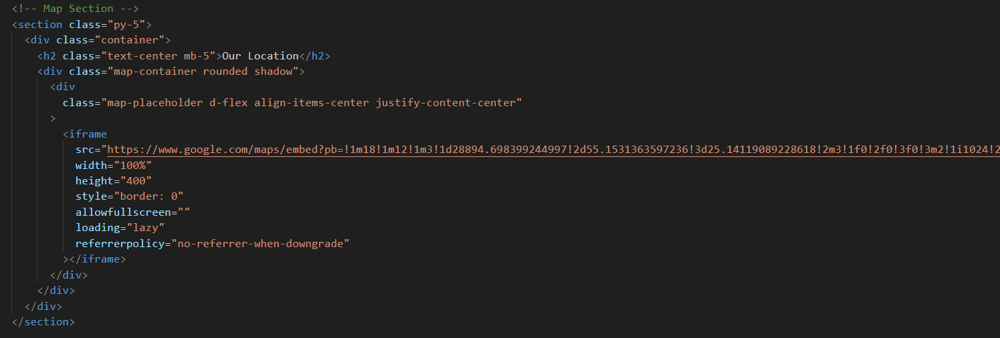 <!-- Map Section -->
<section class="py-5">
<div class="container">
<h2 class="text-center mb-5">Our Location</h2>
<div class="map-container rounded shadow">
<div
class="map-placeholder d-flex align-items-center justify-content-center"
>
<iframe
src="https://www.google.com/maps/embed?pb=!1m18!1m12!1m3!1d28894.698399244997!2d55.1531363597236!3d25.14119089228618!2m3!1f0!2f0!3f0!3m2!1i1024!2
width="100%"
height="400"
style="border: 0"
allowfullscreen=""
loading="lazy"
referrerpolicy="no-referrer-when-downgrade"
></iframe>
</div>
</div>
</div>
</section>